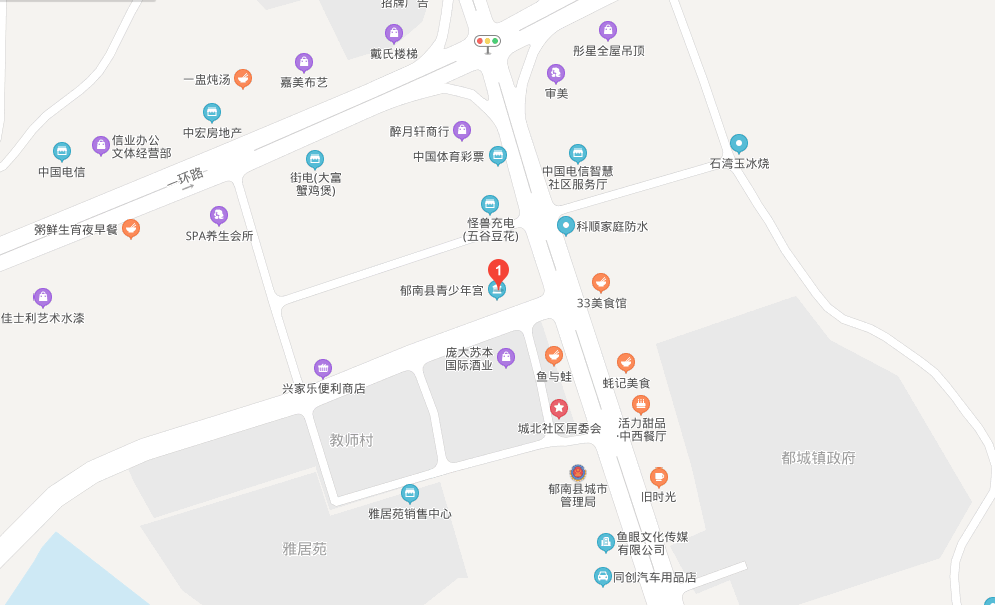 招牌广告
戴氏楼梯
彤星全屋吊顶
嘉美布艺
一盅炖汤
审美
中宏房地产
醉月轩商行
信业办公
文体经营部
中国电信
中国体育彩票
街电(大富
蟹鸡煲)
中国电信智慧
社区服务厅
石湾玉冰烧
一环路
→
粥鲜生宵夜早餐
SPA养生会所
怪兽充电
(五谷豆花)
科顺家庭防水
1
郁南县青少年宫
33美食馆
佳士利艺术水漆
庞大苏本
国际酒业
鱼与蛙
蚝记美食
兴家乐便利商店
城北社区居委会
活力甜品
·中西餐厅
教师村
都城镇政府
郁南县城市
管理局
旧时光
雅居苑销售中心
雅居苑
鱼眼文化传媒
有限公司
同创汽车用品店